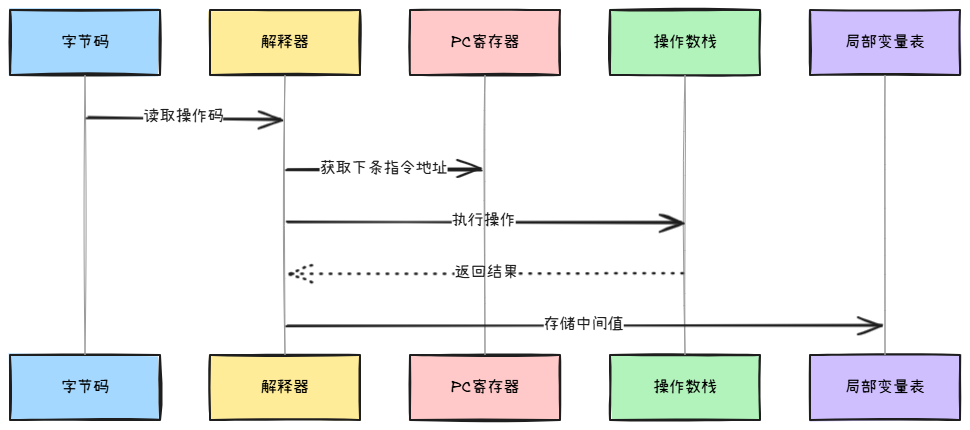 字节码
解释器
PC寄存器
操作数栈
局部变量表
读取操作码
获取下条指令地址
执行操作
返回结果
存储中间值
字节码
解释器
PC寄存器
操作数栈
局部变量表